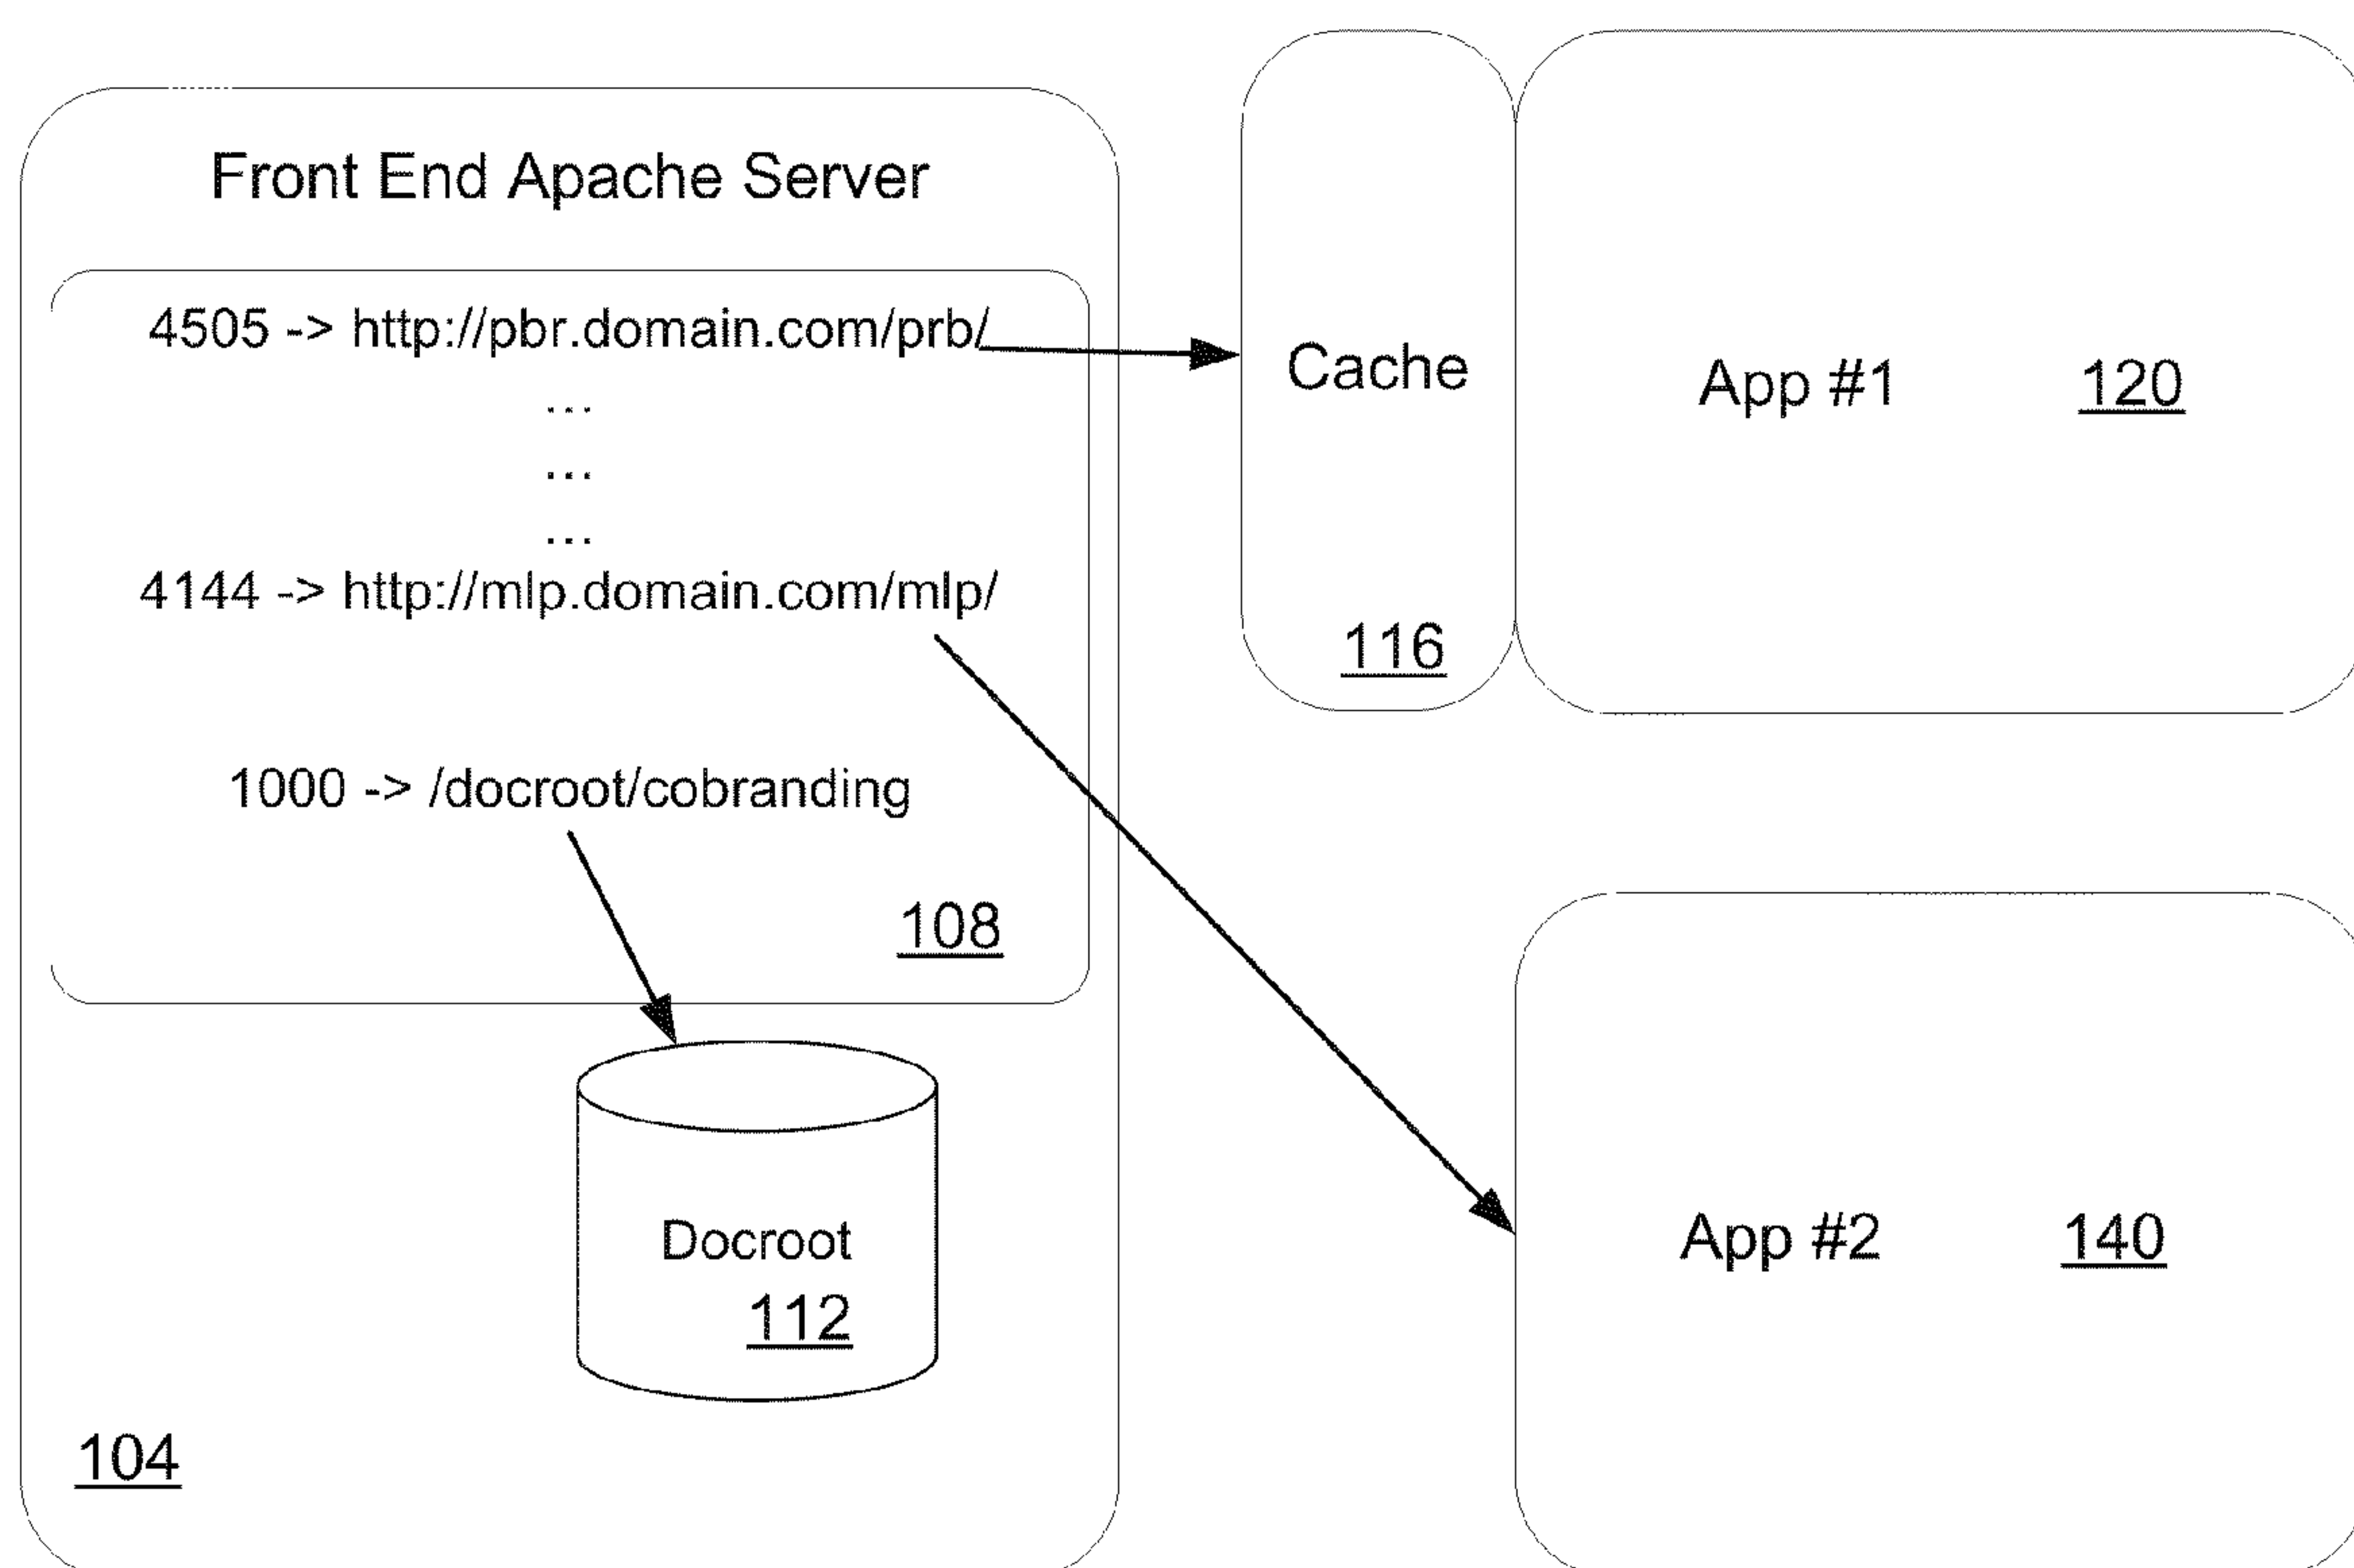 Front End Apache Server
4505 -> http://pbr.domain.com/prb/
...
...
...
4144 -> http://mlp.domain.com/mlp/
1000 -> /docroot/cobranding
108
Docroot
112
104
Cache
116
App #1 120
App #2 140